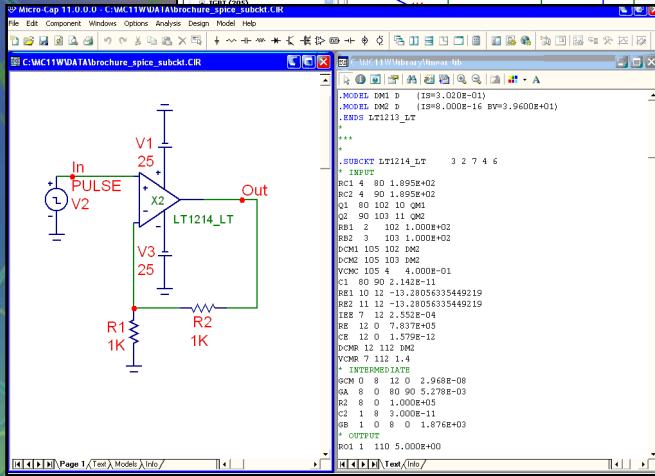 Micro-Cap 11.0.0.0 - C:\MC11W\DATA\brochure_spice_subckt.CIR
File Edit Component Windows Options Analysis Design Model Help
C:\MC11W\DATA\brochure_spice_subckt.CIR
V1
25
In
PULSE
V2
X2
Out
LT1214_LT
V3
25
R1
1K
R2
1K
Page 1 Text Models Info
C:\MC11W\library\linear.lib
.MODEL DM1 D (IS=3.020E-01)
.MODEL DM2 D (IS=8.000E-16 BV=3.9600E+01)
.ENDS LT1213_LT
*
***
*
.SUBCKT LT1214_LT 3 2 7 4 6
* INPUT
RC1 4 80 1.895E+02
RC2 4 90 1.895E+02
Q1 80 102 10 QM1
Q2 90 103 11 QM2
RB1 2 102 1.000E+02
RB2 3 103 1.000E+02
DCM1 105 102 DM2
DCM2 105 103 DM2
VCMC 105 4 4.000E-01
C1 80 90 2.142E-11
RE1 10 12 -13.28056335449219
RE2 11 12 -13.28056335449219
IEE 7 12 2.552E-04
RE 12 0 7.837E+05
CE 12 0 1.579E-12
DCMR 12 112 DM2
VCMR 7 112 1.4
* INTERMEDIATE
GCM 0 8 12 0 2.968E-08
GA 8 0 80 90 5.278E-03
R2 8 0 1.000E+05
C2 1 8 3.000E-11
GB 1 0 8 0 1.876E+03
* OUTPUT
RO1 1 110 5.000E+00
Text Info